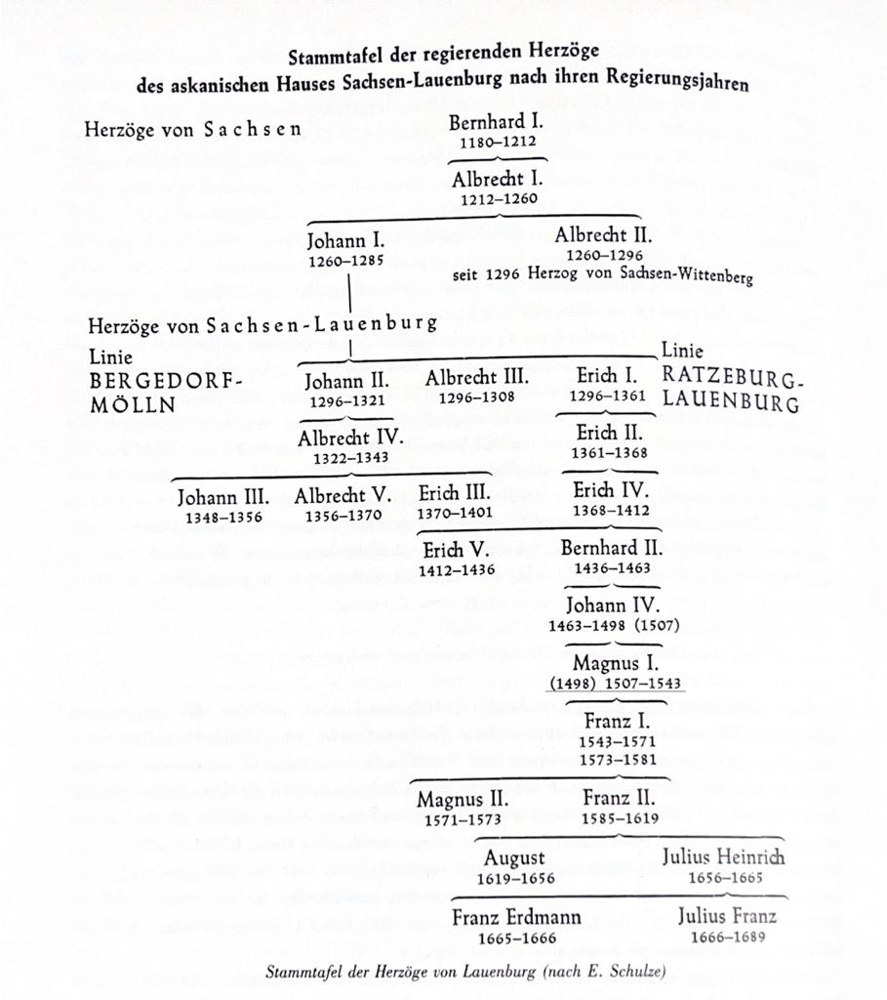 Stammtafel der regierenden Herzöge
des askanischen Hauses Sachsen-Lauenburg nach ihren Regierungsjahren
Herzöge von Sachsen
Bernhard I.
1180–1212
Albrecht I.
1212–1260
Johann I.
1260–1285
Albrecht II.
1260–1296
seit 1296 Herzog von Sachsen-Wittenberg
Herzöge von Sachsen-Lauenburg
Linie
BERGEDORF-
MÖLLN
Linie
RATZEBURG-
LAUENBURG
Johann II.
1296–1321
Albrecht III.
1296–1308
Erich I.
1296–1361
Albrecht IV.
1322–1343
Erich II.
1361–1368
Johann III.
1348–1356
Albrecht V.
1356–1370
Erich III.
1370–1401
Erich IV.
1368–1412
Erich V.
1412–1436
Bernhard II.
1436–1463
Johann IV.
1463–1498 (1507)
Magnus I.
(1498) 1507–1543
Franz I.
1543–1571
1573–1581
Magnus II.
1571–1573
Franz II.
1585–1619
August
1619–1656
Julius Heinrich
1656–1665
Franz Erdmann
1665–1666
Julius Franz
1666–1689
Stammtafel der Herzöge von Lauenburg (nach E. Schulze)